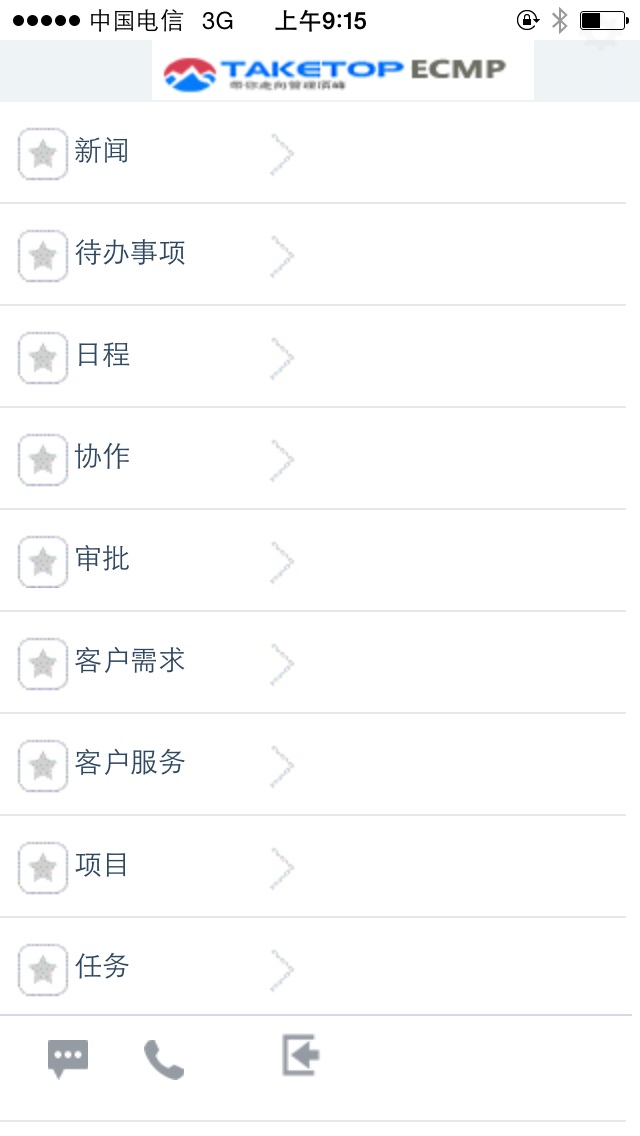 中国电信 3G 上午9:15
TAKETOP ECMP
带你走向管理顶峰
新闻
待办事项
日程
协作
审批
客户需求
客户服务
项目
任务